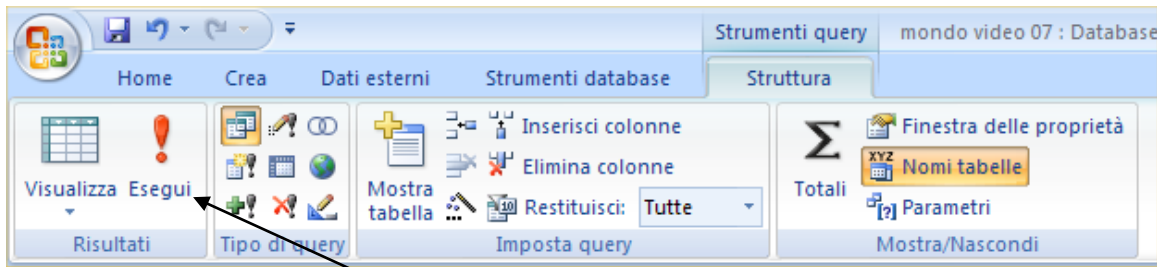 Strumenti query
mondo video 07 : Database
Home
Crea
Dati esterni
Strumenti database
Struttura
Visualizza
Esegui
Risultati
Tipo di query
Mostra
tabella
Inserisci colonne
Elimina colonne
Restituisci: Tutte
Imposta query
Σ
Totali
Finestra delle proprietà
XYZ
Nomi tabelle
[?] Parametri
Mostra/Nascondi